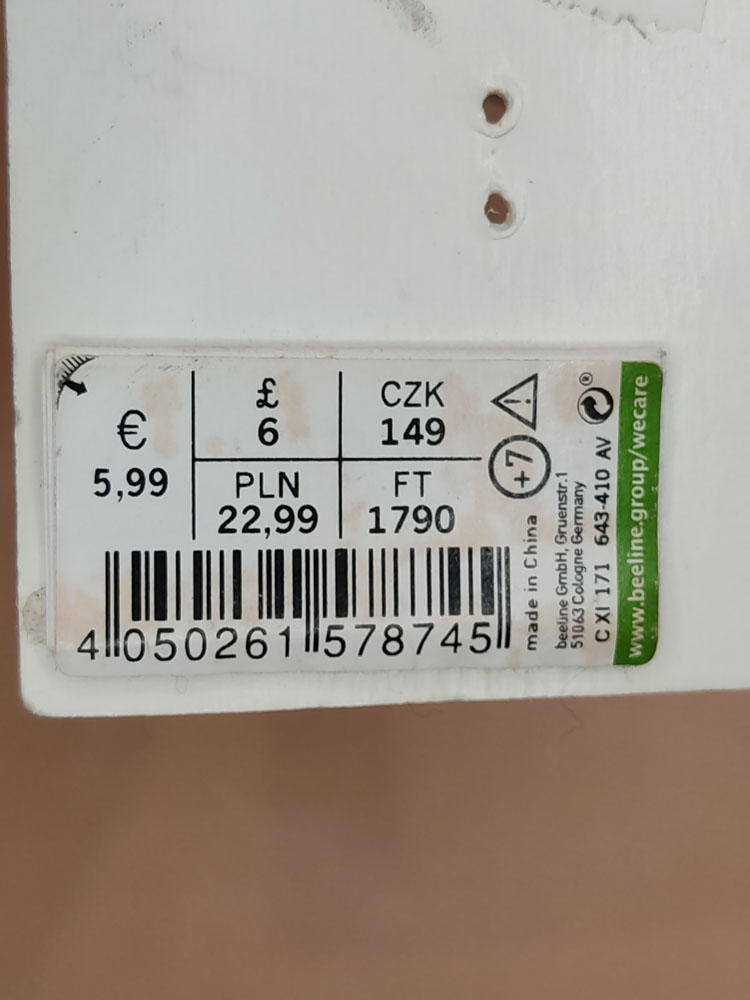 €
5,99
£
6
CZK
149
PLN
22,99
FT
1790
4 050261 578745
+7
made in China
beeline GmbH, Gruenstr.1
51063 Cologne Germany
C XI 171 643-410 AV
®
www.beeline.group/wecare